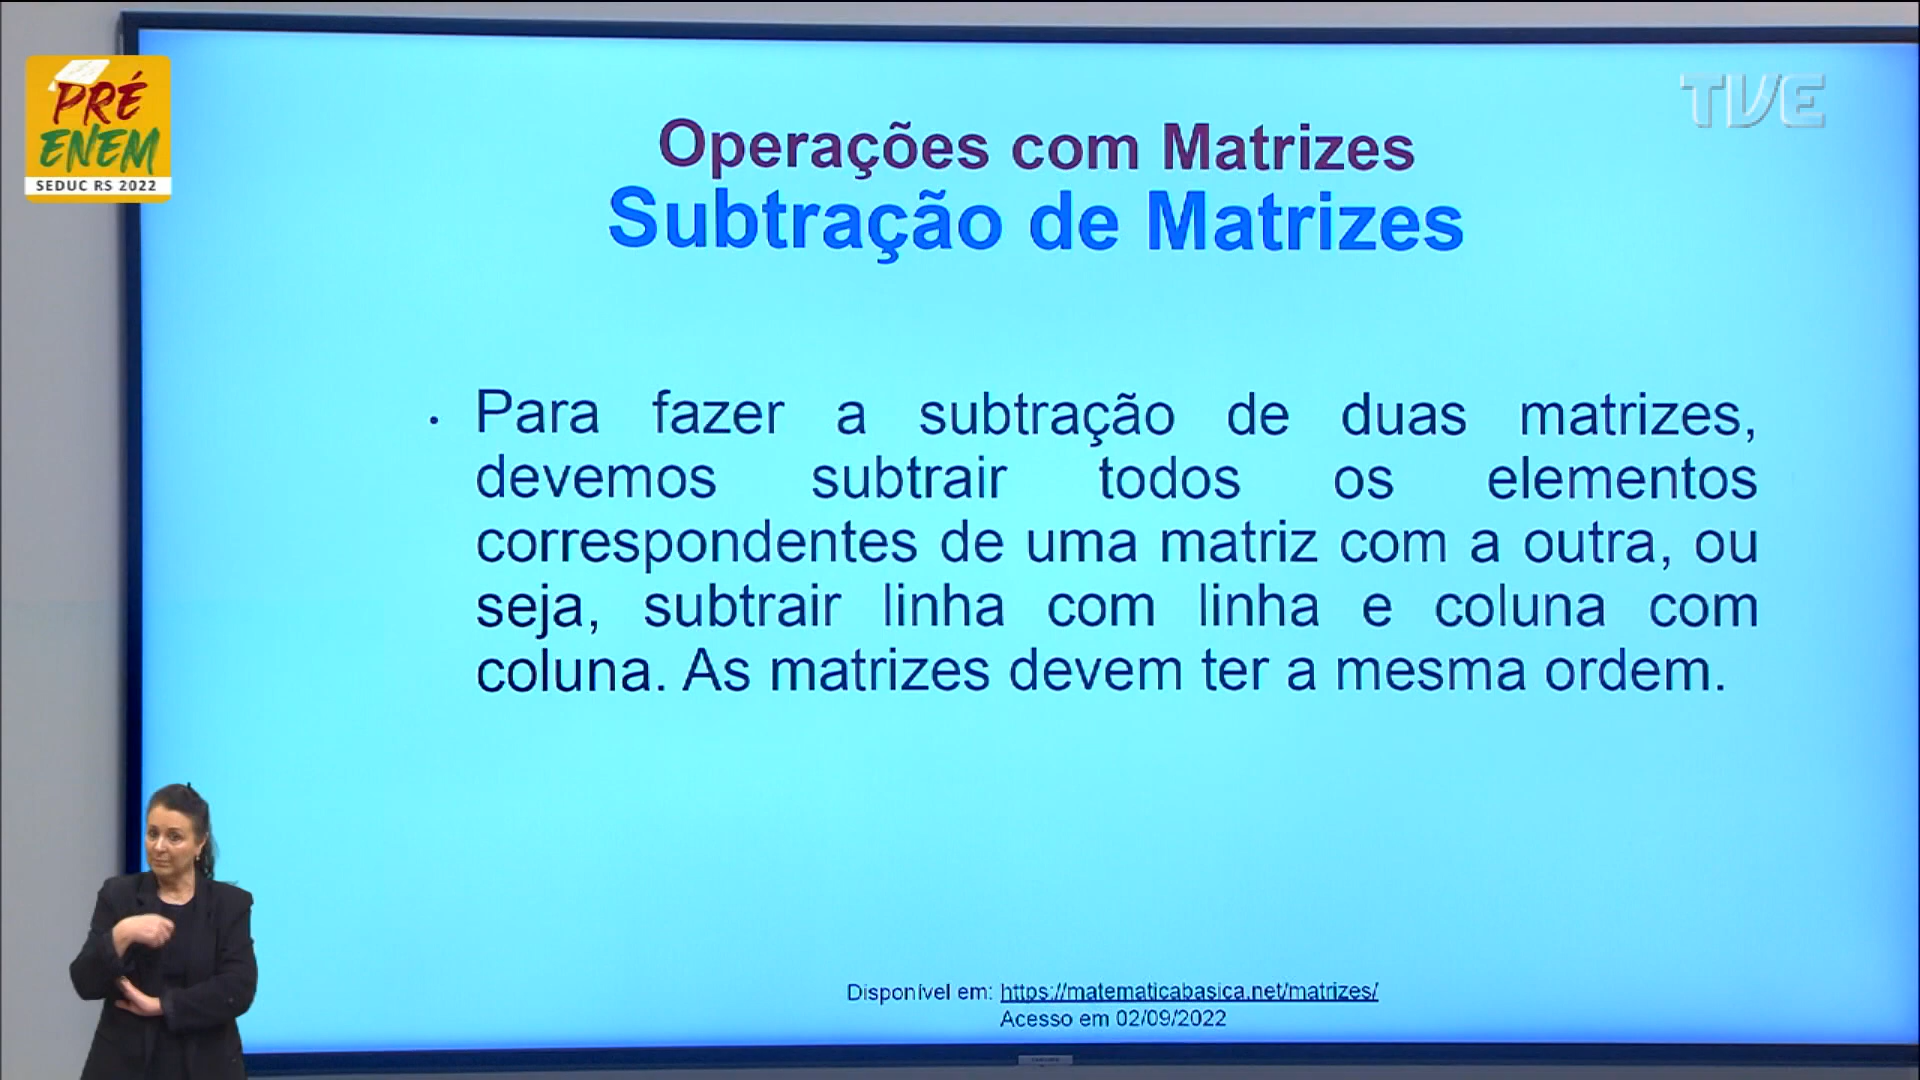 PRÉ
ENEM
SEDUC RS 2022
TVE
Operações com Matrizes
Subtração de Matrizes
• Para fazer a subtração de duas matrizes,
devemos subtrair todos os elementos
correspondentes de uma matriz com a outra, ou
seja, subtrair linha com linha e coluna com
coluna. As matrizes devem ter a mesma ordem.
Disponível em: https://matematicabasica.net/matrizes/
Acesso em 02/09/2022